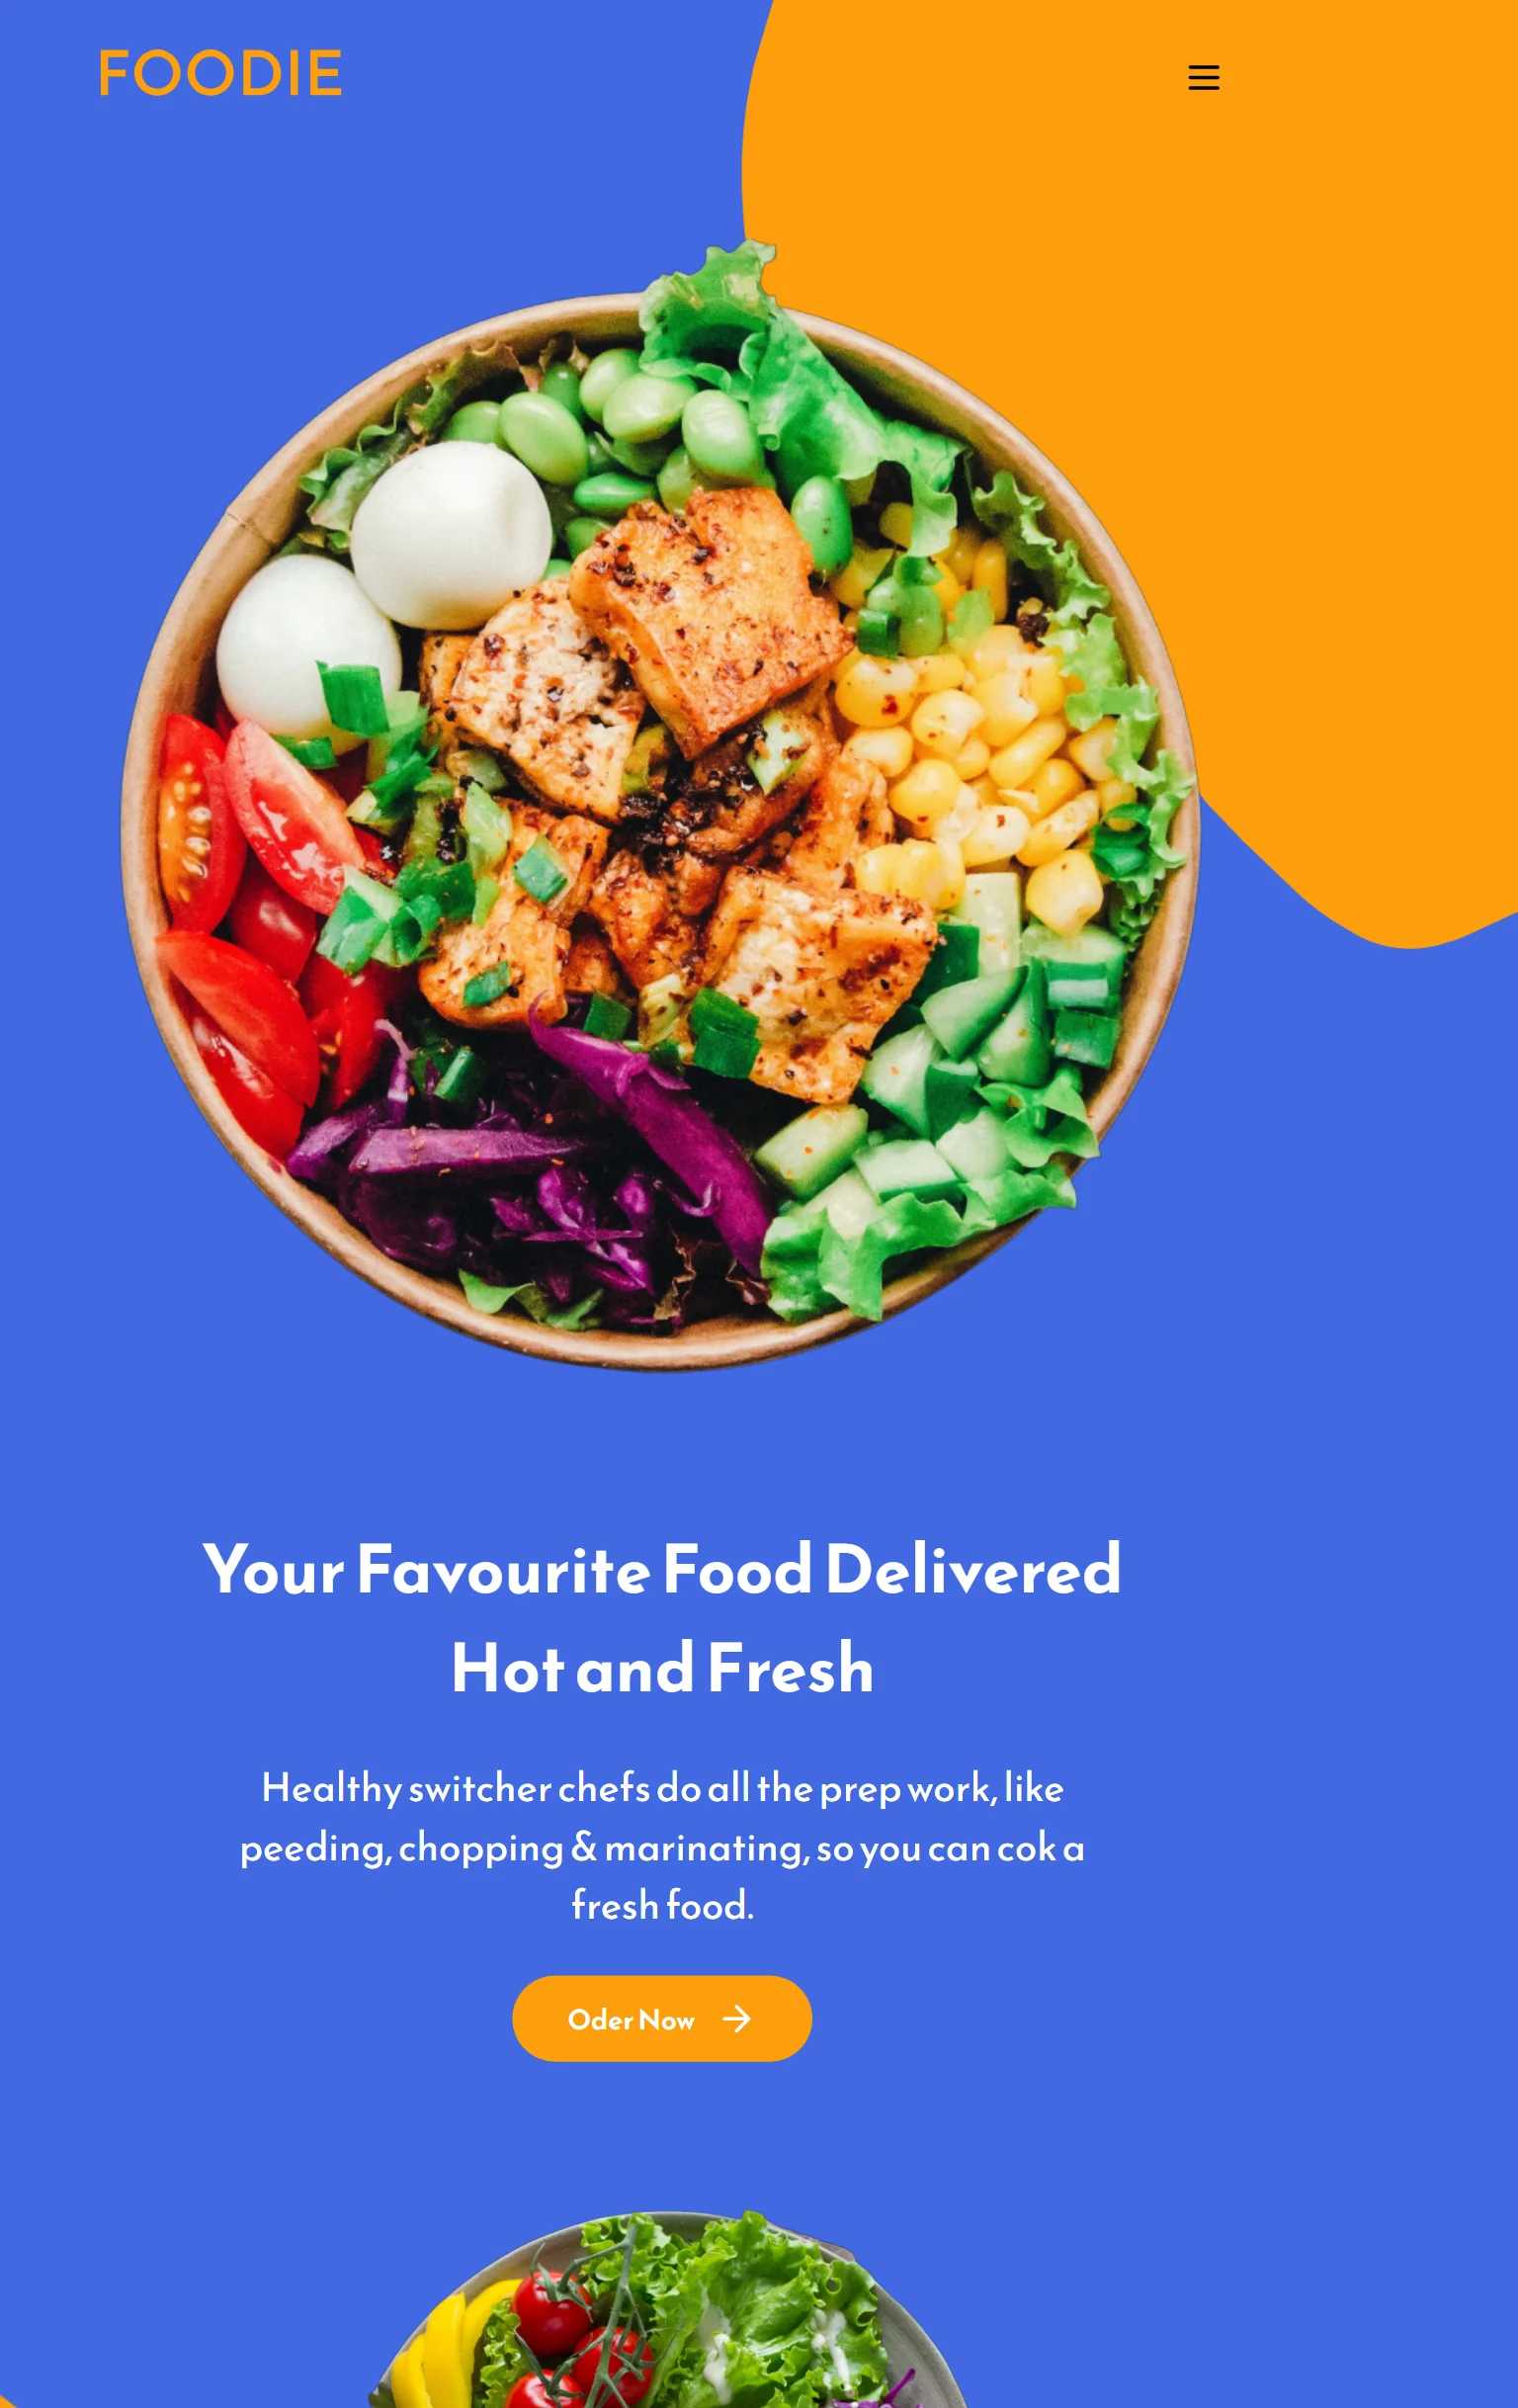 FOODIE
Your Favourite Food Delivered
Hot and Fresh
Healthy switcher chefs do all the prep work, like
peeding, chopping & marinating, so you can cok a
fresh food.
Oder Now